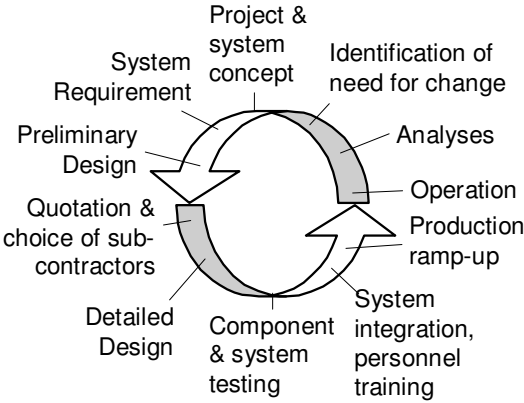 Project &
system
concept
Identification of
need for change
Analyses
Operation
Production
ramp-up
System
integration,
personnel
training
Component
& system
testing
Detailed
Design
Quotation &
choice of sub-
contractors
Preliminary
Design
System
Requirement